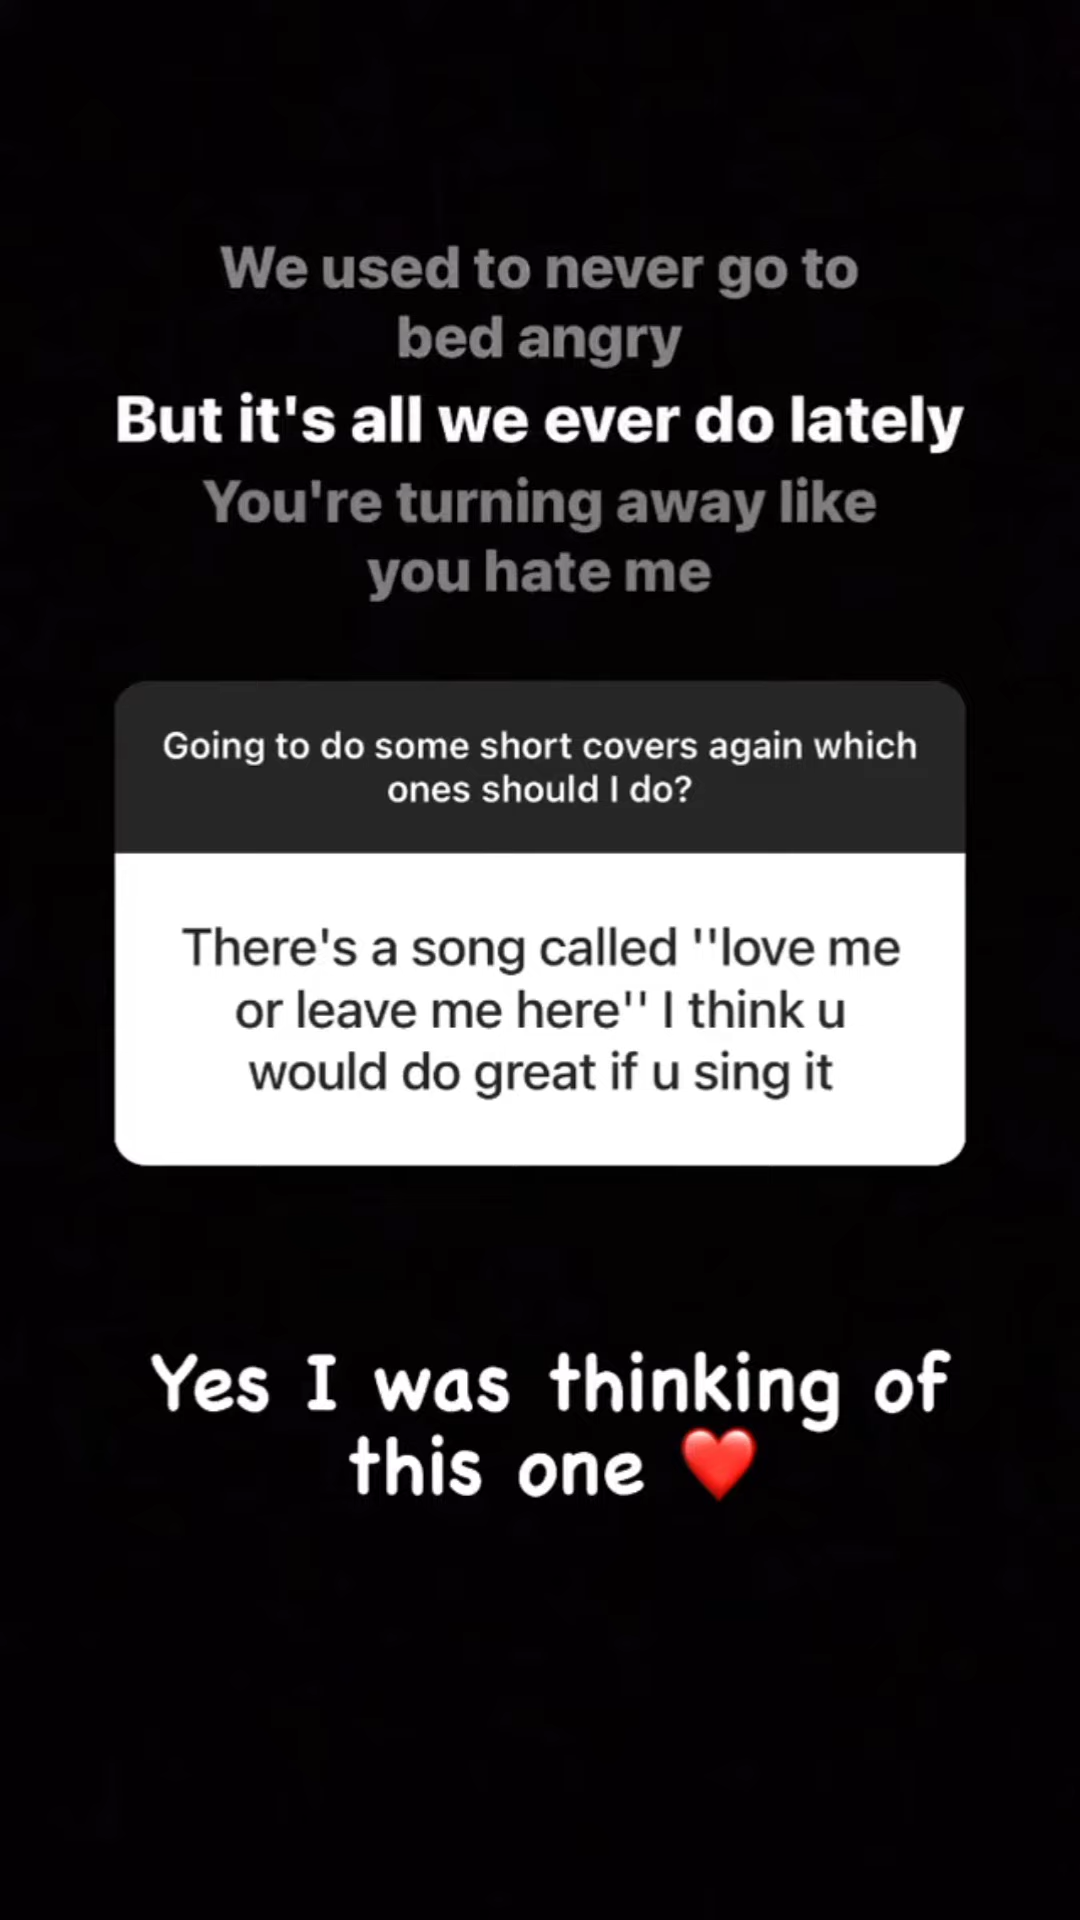 We used to never go to
bed angry
But it's all we ever do lately
You're turning away like
you hate me
Going to do some short covers again which
ones should I do?
There's a song called ''love me
or leave me here'' I think u
would do great if u sing it
Yes I was thinking of
this one ❤️